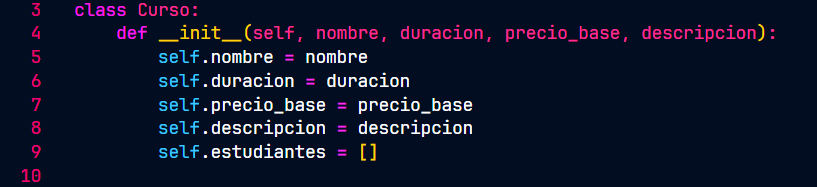 3 class Curso:
4     def __init__(self, nombre, duracion, precio_base, descripcion):
5         self.nombre = nombre
6         self.duracion = duracion
7         self.precio_base = precio_base
8         self.descripcion = descripcion
9         self.estudiantes = []
10